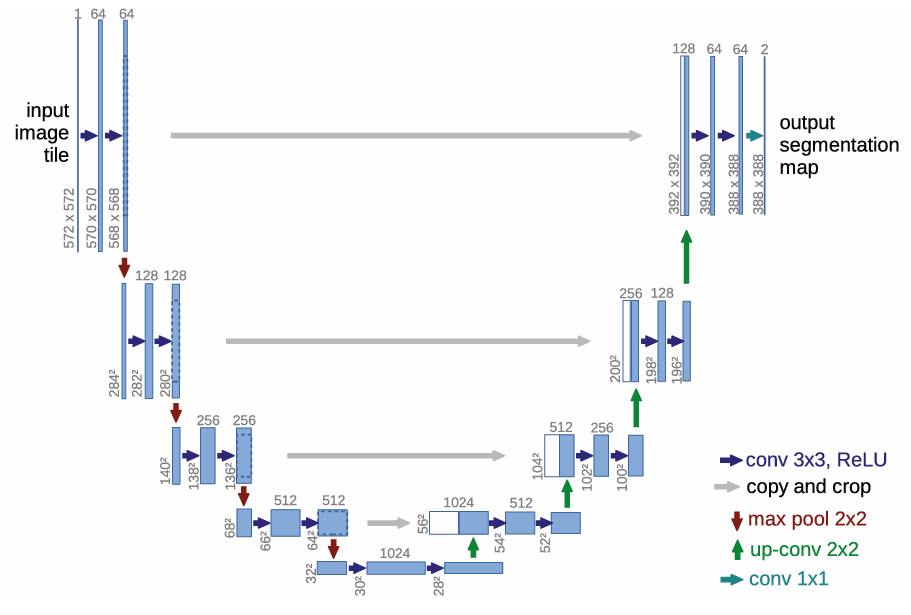 1 64 64
128 64 64 2
input
image
tile
output
segmentation
map
572 x 572
570 x 570
568 x 568
392 x 392
390 x 390
388 x 388
388 x 388
128 128
256 128
284²
282²
280²
200²
198²
196²
256 256
512 256
140²
138²
136²
104²
102²
100²
512 512
1024 512
68²
66²
64²
56²
54²
52²
1024
32²
30²
28²
conv 3x3, ReLU
copy and crop
max pool 2x2
up-conv 2x2
conv 1x1